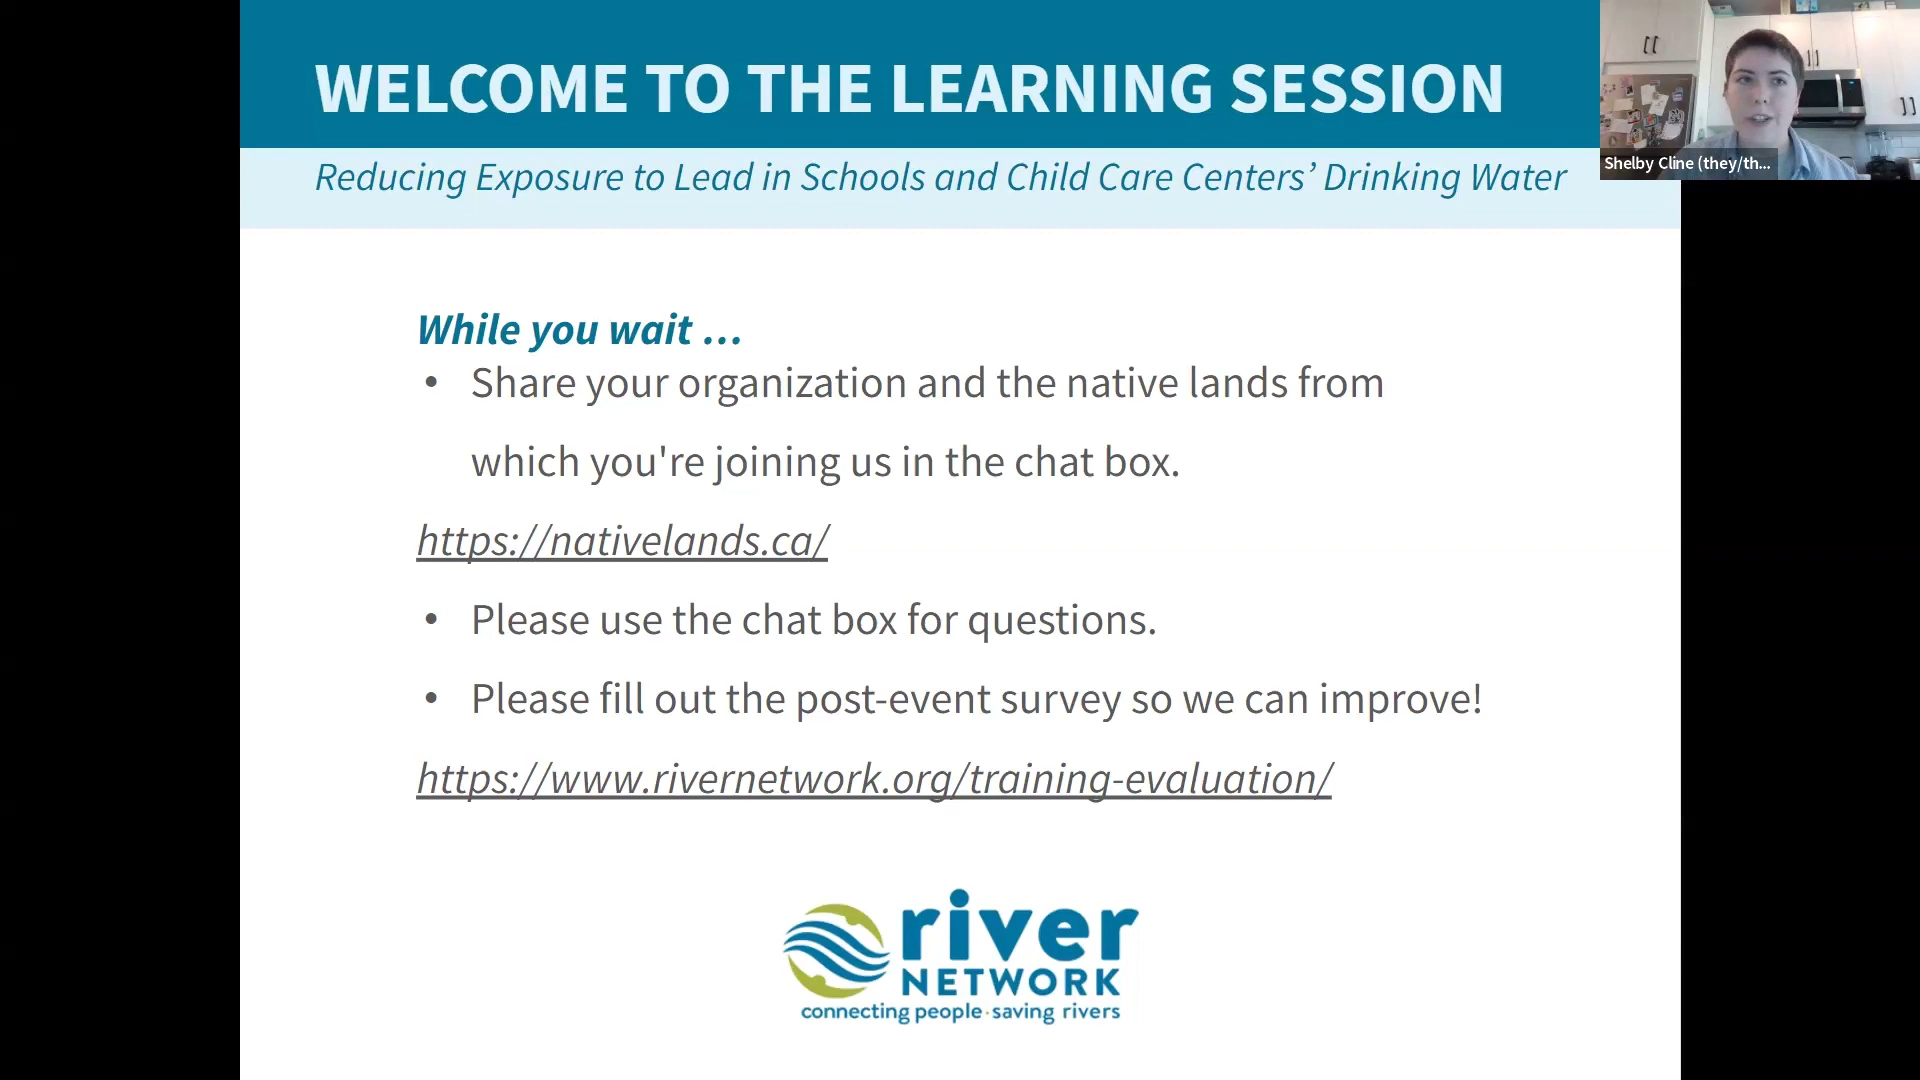 WELCOME TO THE LEARNING SESSION
Reducing Exposure to Lead in Schools and Child Care Centers’ Drinking Water
Shelby Cline (they/th...
While you wait …
• Share your organization and the native lands from
which you're joining us in the chat box.
https://nativelands.ca/
• Please use the chat box for questions.
• Please fill out the post-event survey so we can improve!
https://www.rivernetwork.org/training-evaluation/
river
NETWORK
connecting people·saving rivers